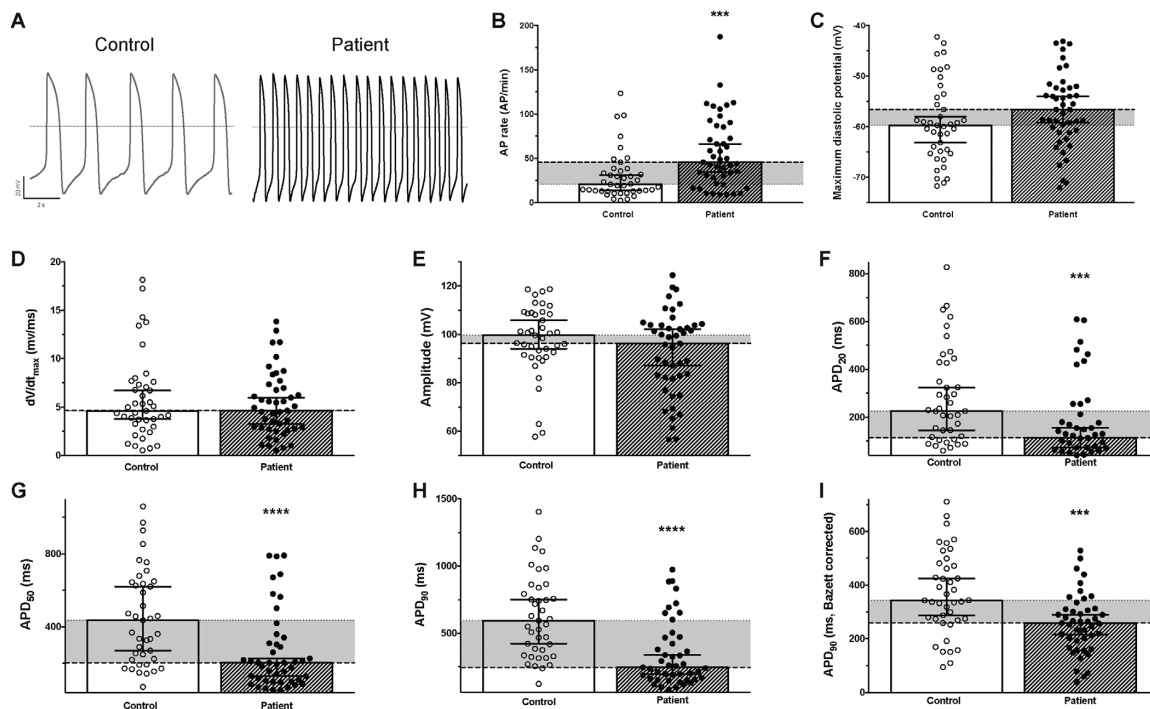 A
Control
Patient
20 mV
2 s
B
***
AP rate (AP/min)
200
150
100
50
0
Control
Patient
C
Maximum diastolic potential (mV)
-40
-50
-60
-70
Control
Patient
D
dV/dtmax (mv/ms)
20
15
10
5
0
Control
Patient
E
Amplitude (mV)
120
100
80
60
Control
Patient
F
***
APD20 (ms)
800
600
400
200
Control
Patient
G
****
APD50 (ms)
800
400
Control
Patient
H
****
APD90 (ms)
1500
1000
500
Control
Patient
I
***
APD90 (ms, Bazett corrected)
600
400
200
0
Control
Patient